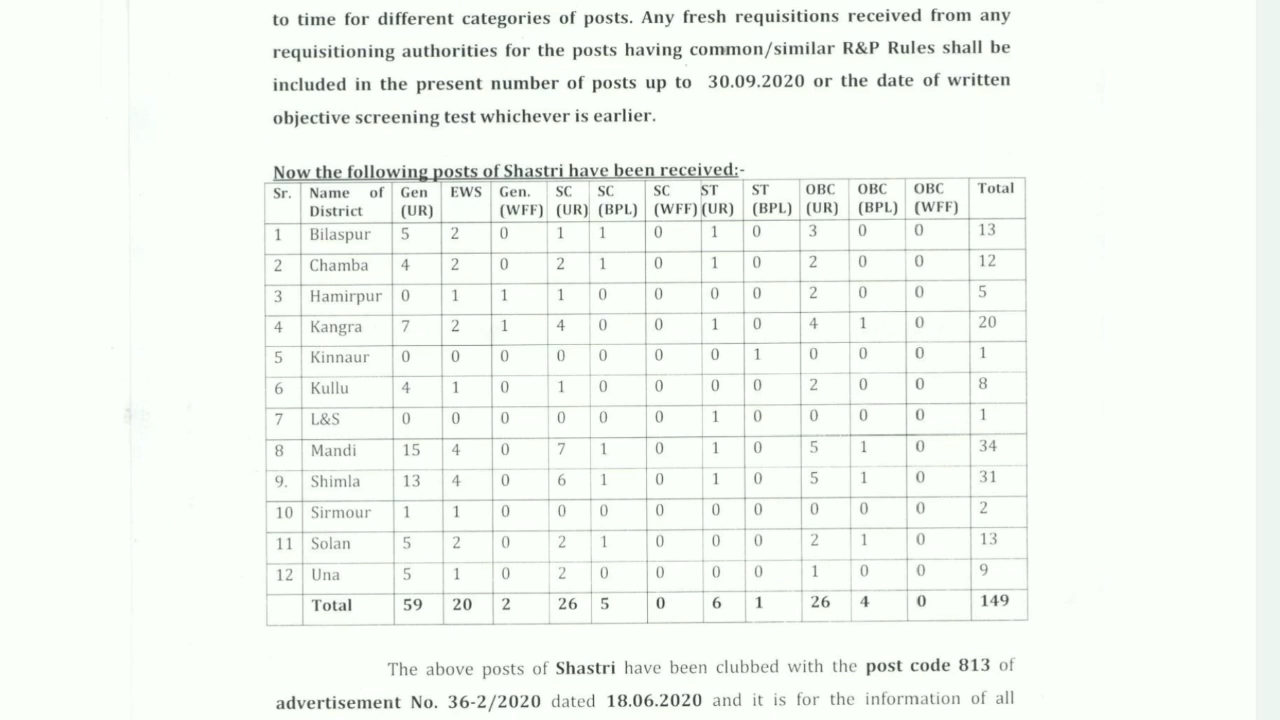 to time for different categories of posts. Any fresh requisitions received from any
requisitioning authorities for the posts having common/similar R&P Rules shall be
included in the present number of posts up to 30.09.2020 or the date of written
objective screening test whichever is earlier.
Now the following posts of Shastri have been received:-
Sr. Name of District Gen (UR) EWS Gen. (WFF) SC (UR) SC (BPL) SC (WFF) ST (UR) ST (BPL) OBC (UR) OBC (BPL) OBC (WFF) Total
1 Bilaspur 5 2 0 1 1 0 1 0 3 0 0 13
2 Chamba 4 2 0 2 1 0 1 0 2 0 0 12
3 Hamirpur 0 1 1 1 0 0 0 0 2 0 0 5
4 Kangra 7 2 1 4 0 0 1 0 4 1 0 20
5 Kinnaur 0 0 0 0 0 0 0 1 0 0 0 1
6 Kullu 4 1 0 1 0 0 0 0 2 0 0 8
7 L&S 0 0 0 0 0 0 1 0 0 0 0 1
8 Mandi 15 4 0 7 1 0 1 0 5 1 0 34
9. Shimla 13 4 0 6 1 0 1 0 5 1 0 31
10 Sirmour 1 1 0 0 0 0 0 0 0 0 0 2
11 Solan 5 2 0 2 1 0 0 0 2 1 0 13
12 Una 5 1 0 2 0 0 0 0 1 0 0 9
Total 59 20 2 26 5 0 6 1 26 4 0 149
The above posts of Shastri have been clubbed with the post code 813 of
advertisement No. 36-2/2020 dated 18.06.2020 and it is for the information of all